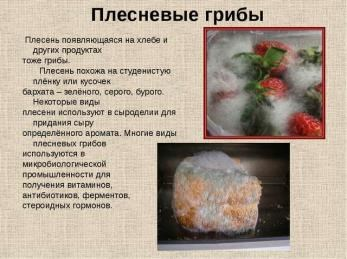 Плесневые грибы
Плесень появляющаяся на хлебе и
других продуктах
тоже грибы.
Плесень похожа на студенистую
плёнку или кусочек
бархата – зелёного, серого, бурого.
Некоторые виды
плесени используют в сыроделии для
придания сыру
определённого аромата. Многие виды
плесневых грибов
используются в
микробиологической
промышленности для
получения витаминов,
антибиотиков, ферментов,
стероидных гормонов.